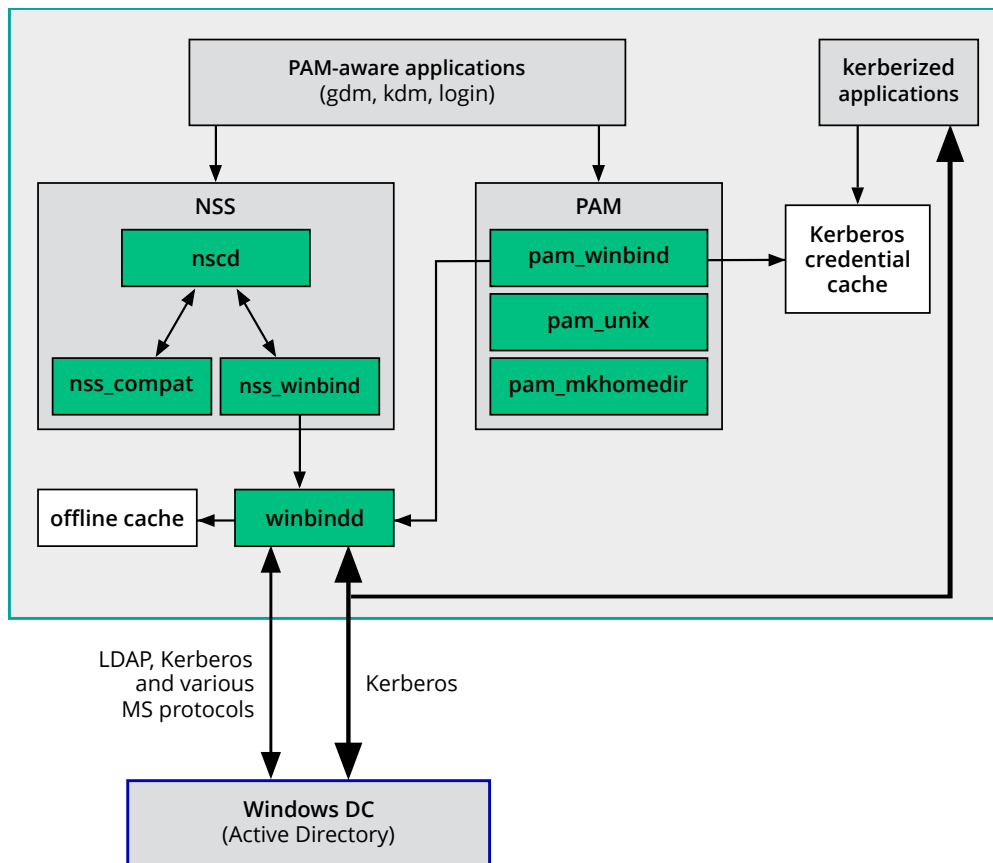 PAM-aware applications
(gdm, kdm, login)
kerberized
applications
NSS
nscd
nss_compat
nss_winbind
PAM
pam_winbind
pam_unix
pam_mkhomedir
Kerberos
credential
cache
offline cache
winbindd
LDAP, Kerberos
and various
MS protocols
Kerberos
Windows DC
(Active Directory)